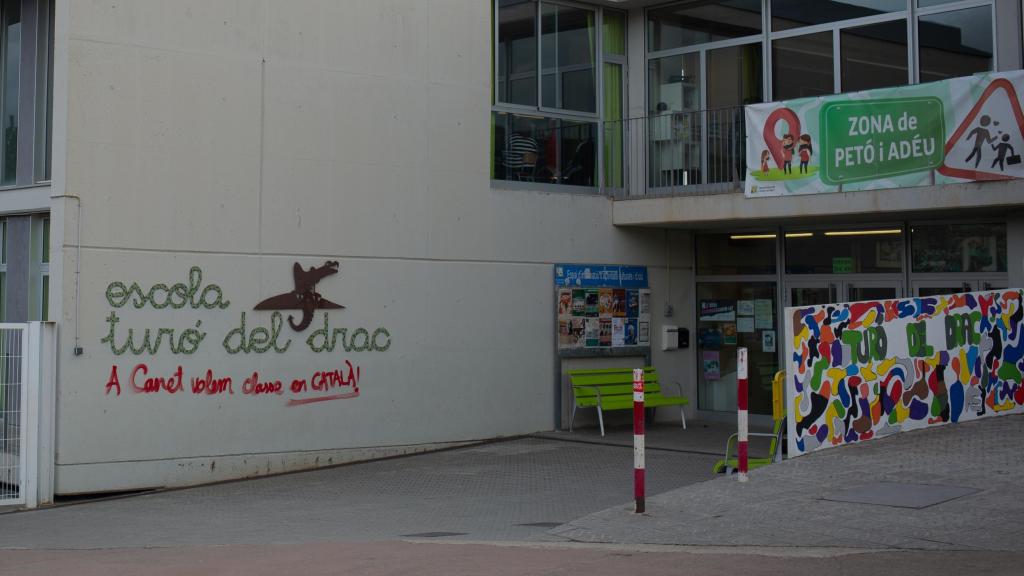 ZONA de
PETÓ i ADÉU
escola
turó del drac
A Canet volem classe en CATALÀ!
TURÓ DEL DRAC